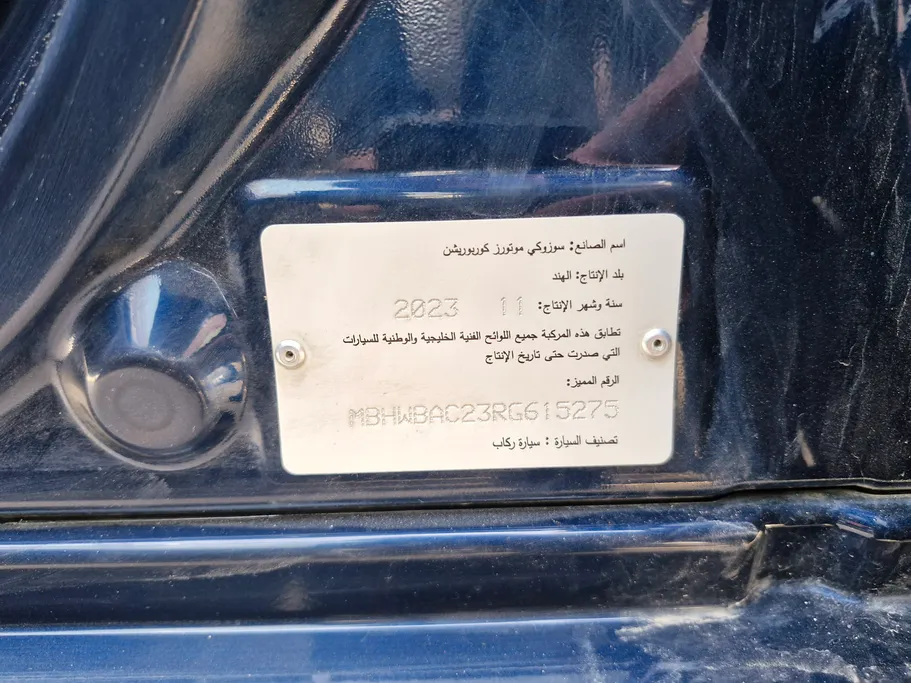 اسم الصانع: سوزوكي موتورز كوربوريشن
بلد الإنتاج: الهند
سنة وشهر الإنتاج: 11 2023
تطابق هذه المركبة جميع اللوائح الفنية الخليجية والوطنية للسيارات
التي صدرت حتى تاريخ الإنتاج
الرقم المميز:
MBHWBAC23RG615275
تصنيف السيارة : سيارة ركاب